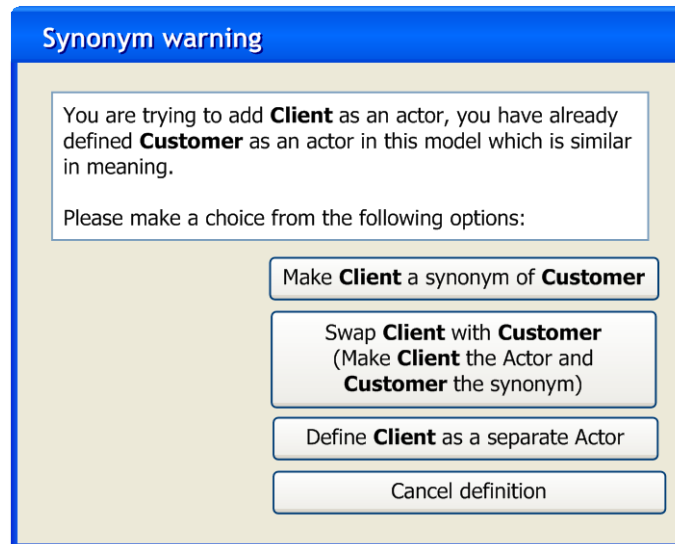 Synonym warning
You are trying to add Client as an actor, you have already
defined Customer as an actor in this model which is similar
in meaning.
Please make a choice from the following options:
Make Client a synonym of Customer
Swap Client with Customer
(Make Client the Actor and
Customer the synonym)
Define Client as a separate Actor
Cancel definition